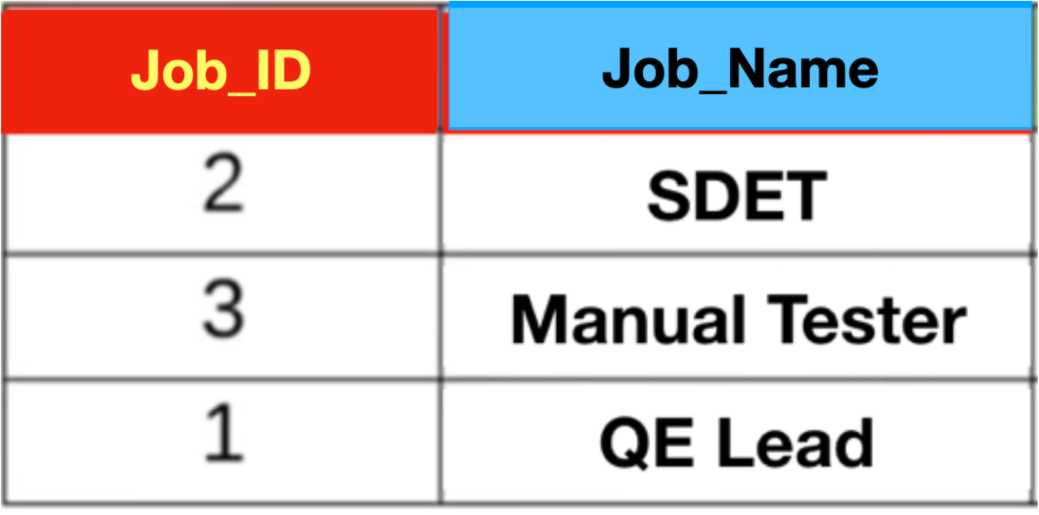 Job_ID Job_Name
2 SDET
3 Manual Tester
1 QE Lead